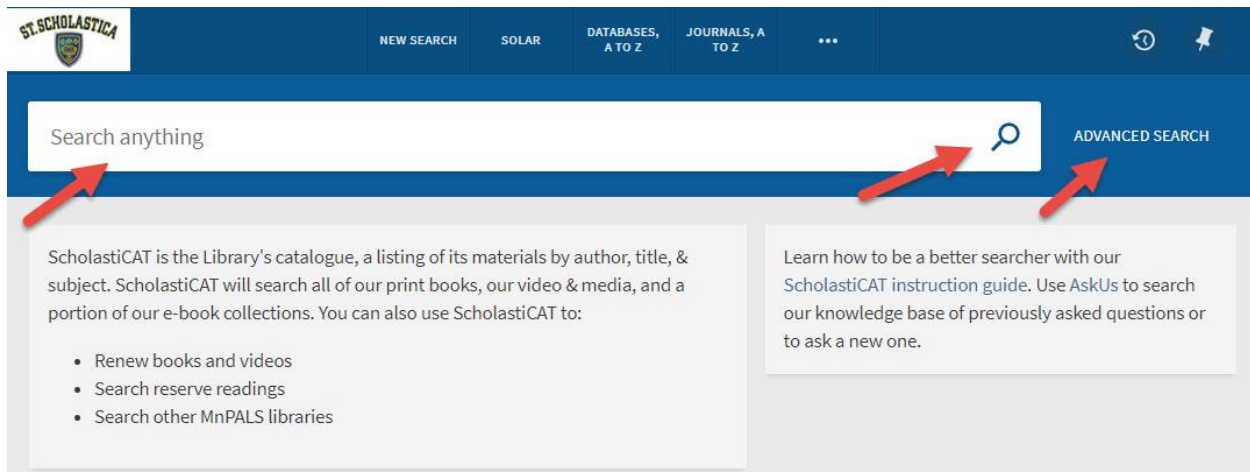 ST.SCHOLASTICA
NEW SEARCH
SOLAR
DATABASES,
A TO Z
JOURNALS, A
TO Z
Search anything
ADVANCED SEARCH
ScholastiCAT is the Library's catalogue, a listing of its materials by author, title, &
subject. ScholastiCAT will search all of our print books, our video & media, and a
portion of our e-book collections. You can also use ScholastiCAT to:
• Renew books and videos
• Search reserve readings
• Search other MnPALS libraries
Learn how to be a better searcher with our
ScholastiCAT instruction guide. Use AskUs to search
our knowledge base of previously asked questions or
to ask a new one.